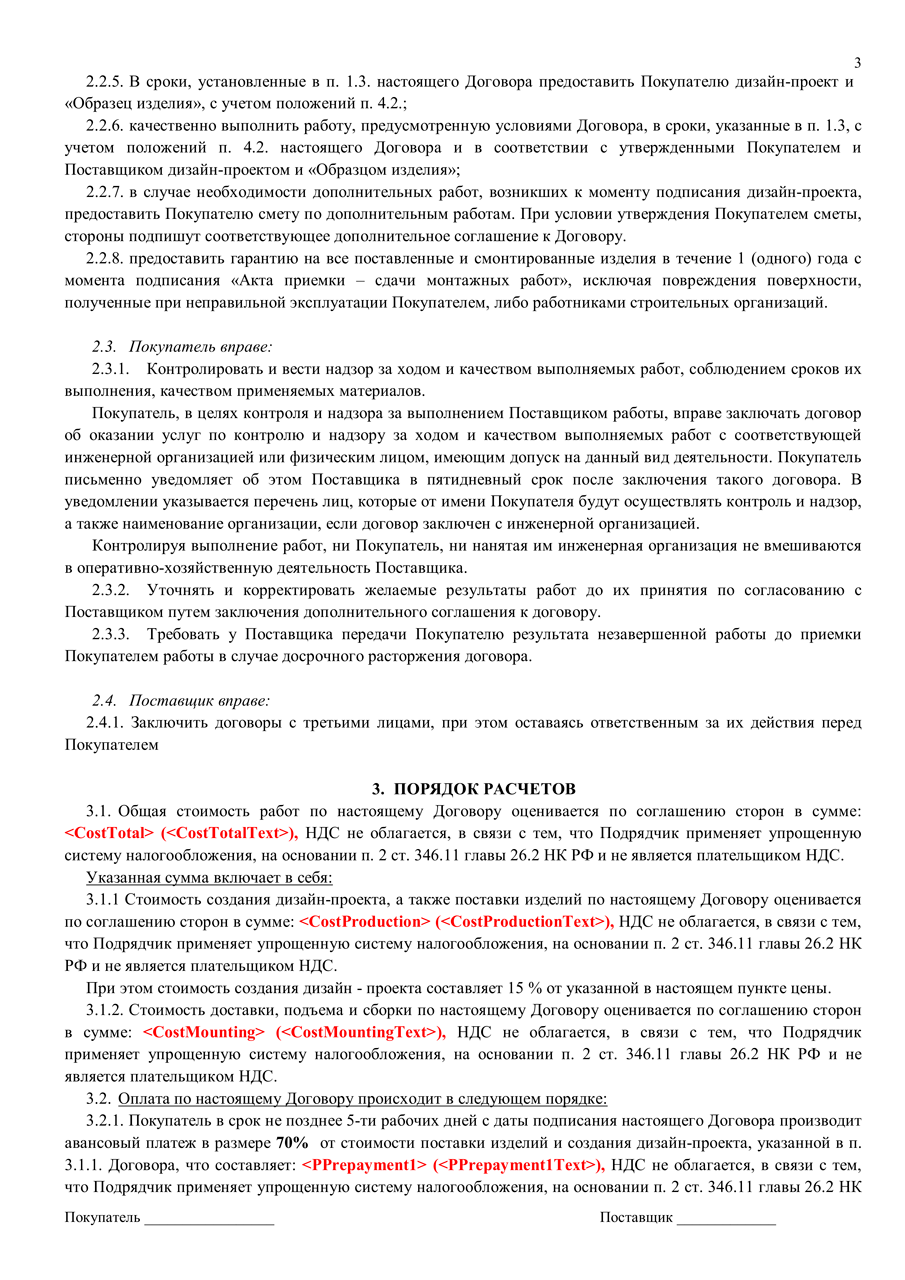 3
2.2.5. В сроки, установленные в п. 1.3. настоящего Договора предоставить Покупателю дизайн-проект и
«Образец изделия», с учетом положений п. 4.2.;
2.2.6. качественно выполнить работу, предусмотренную условиями Договора, в сроки, указанные в п. 1.3, с
учетом положений п. 4.2. настоящего Договора и в соответствии с утвержденными Покупателем и
Поставщиком дизайн-проектом и «Образцом изделия»;
2.2.7. в случае необходимости дополнительных работ, возникших к моменту подписания дизайн-проекта,
предоставить Покупателю смету по дополнительным работам. При условии утверждения Покупателем сметы,
стороны подпишут соответствующее дополнительное соглашение к Договору.
2.2.8. предоставить гарантию на все поставленные и смонтированные изделия в течение 1 (одного) года с
момента подписания «Акта приемки – сдачи монтажных работ», исключая повреждения поверхности,
полученные при неправильной эксплуатации Покупателем, либо работниками строительных организаций.
2.3. Покупатель вправе:
2.3.1. Контролировать и вести надзор за ходом и качеством выполняемых работ, соблюдением сроков их
выполнения, качеством применяемых материалов.
Покупатель, в целях контроля и надзора за выполнением Поставщиком работы, вправе заключать договор
об оказании услуг по контролю и надзору за ходом и качеством выполняемых работ с соответствующей
инженерной организацией или физическим лицом, имеющим допуск на данный вид деятельности. Покупатель
письменно уведомляет об этом Поставщика в пятидневный срок после заключения такого договора. В
уведомлении указывается перечень лиц, которые от имени Покупателя будут осуществлять контроль и надзор,
а также наименование организации, если договор заключен с инженерной организацией.
Контролируя выполнение работ, ни Покупатель, ни нанятая им инженерная организация не вмешиваются
в оперативно-хозяйственную деятельность Поставщика.
2.3.2. Уточнять и корректировать желаемые результаты работ до их принятия по согласованию с
Поставщиком путем заключения дополнительного соглашения к договору.
2.3.3. Требовать у Поставщика передачи Покупателю результата незавершенной работы до приемки
Покупателем работы в случае досрочного расторжения договора.
2.4. Поставщик вправе:
2.4.1. Заключить договоры с третьими лицами, при этом оставаясь ответственным за их действия перед
Покупателем
3. ПОРЯДОК РАСЧЕТОВ
3.1. Общая стоимость работ по настоящему Договору оценивается по соглашению сторон в сумме:
<CostTotal> (<CostTotalText>), НДС не облагается, в связи с тем, что Подрядчик применяет упрощенную
систему налогообложения, на основании п. 2 ст. 346.11 главы 26.2 НК РФ и не является плательщиком НДС.
Указанная сумма включает в себя:
3.1.1 Стоимость создания дизайн-проекта, а также поставки изделий по настоящему Договору оценивается
по соглашению сторон в сумме: <CostProduction> (<CostProductionText>), НДС не облагается, в связи с тем,
что Подрядчик применяет упрощенную систему налогообложения, на основании п. 2 ст. 346.11 главы 26.2 НК
РФ и не является плательщиком НДС.
При этом стоимость создания дизайн - проекта составляет 15 % от указанной в настоящем пункте цены.
3.1.2. Стоимость доставки, подъема и сборки по настоящему Договору оценивается по соглашению сторон
в сумме: <CostMounting> (<CostMountingText>), НДС не облагается, в связи с тем, что Подрядчик
применяет упрощенную систему налогообложения, на основании п. 2 ст. 346.11 главы 26.2 НК РФ и не
является плательщиком НДС.
3.2. Оплата по настоящему Договору происходит в следующем порядке:
3.2.1. Покупатель в срок не позднее 5-ти рабочих дней с даты подписания настоящего Договора производит
авансовый платеж в размере 70% от стоимости поставки изделий и создания дизайн-проекта, указанной в п.
3.1.1. Договора, что составляет: <PPrepayment1> (<PPrepayment1Text>), НДС не облагается, в связи с тем,
что Подрядчик применяет упрощенную систему налогообложения, на основании п. 2 ст. 346.11 главы 26.2 НК
Покупатель _________________ Поставщик _____________